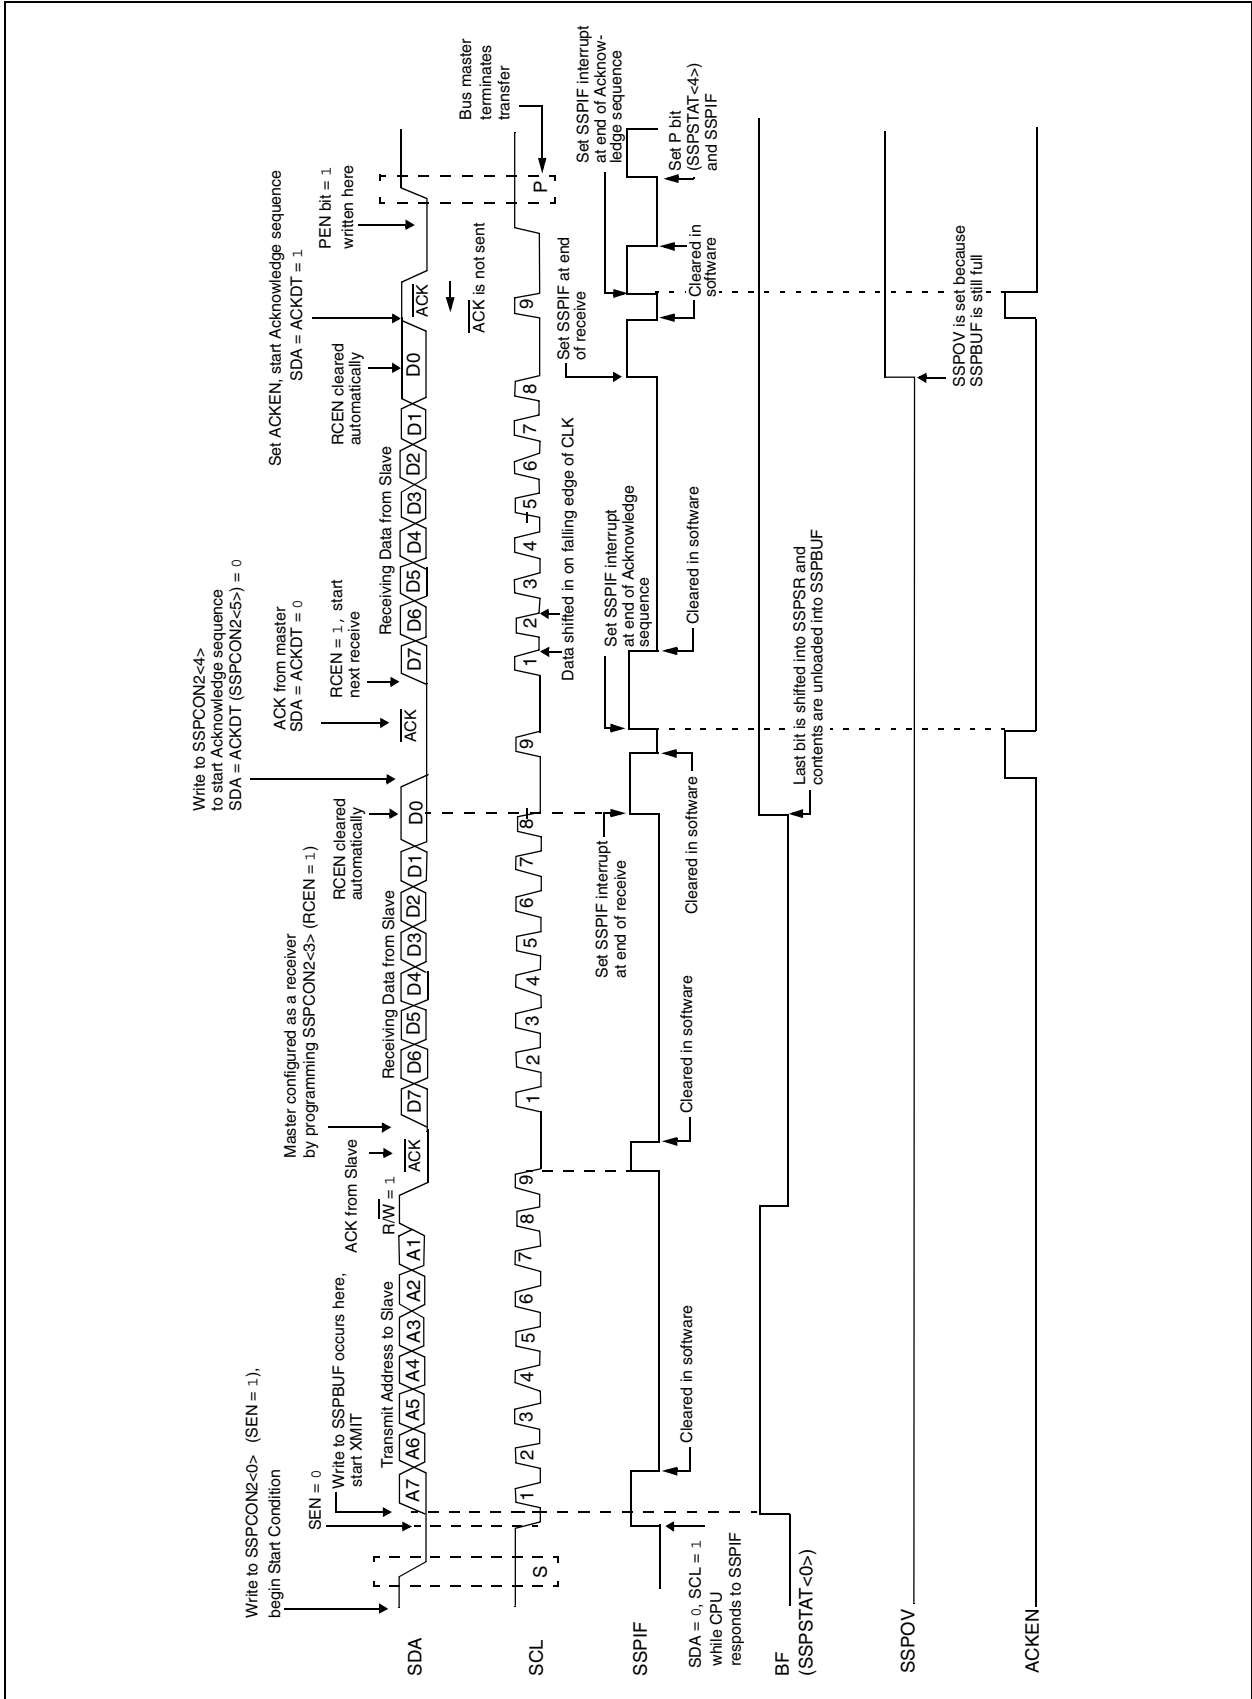 Write to SSPCON2<0> (SEN = 1),
begin Start Condition
SEN = 0
Write to SSPBUF occurs here,
start XMIT
Transmit Address to Slave
R/W = 1
ACK from Slave
Master configured as a receiver
by programming SSPCON2<3> (RCEN = 1)
Receiving Data from Slave
RCEN cleared
automatically
Write to SSPCON2<4>
to start Acknowledge sequence
SDA = ACKDT (SSPCON2<5>) = 0
ACK from master
SDA = ACKDT = 0
RCEN = 1, start
next receive
Receiving Data from Slave
RCEN cleared
automatically
Set ACKEN, start Acknowledge sequence
SDA = ACKDT = 1
PEN bit = 1
written here
SDA
A7 A6 A5 A4 A3 A2 A1
ACK
D7 D6 D5 D4 D3 D2 D1 D0
ACK
D7 D6 D5 D4 D3 D2 D1 D0
ACK
ACK is not sent
Bus master
terminates
transfer
SCL
S
1 2 3 4 5 6 7 8 9
1 2 3 4 5 6 7 8 9
1 2 3 4 5 6 7 8 9
P
Data shifted in on falling edge of CLK
Set SSPIF interrupt
at end of receive
Set SSPIF interrupt
at end of Acknowledge
sequence
Set SSPIF at end
of receive
Set SSPIF interrupt
at end of Acknow-
ledge sequence
SSPIF
SDA = 0, SCL = 1
while CPU
responds to SSPIF
Cleared in software
Cleared in software
Cleared in software
Cleared in software
Cleared in
software
Set P bit
(SSPSTAT<4>)
and SSPIF
BF
(SSPSTAT<0>)
Last bit is shifted into SSPSR and
contents are unloaded into SSPBUF
SSPOV
SSPOV is set because
SSPBUF is still full
ACKEN